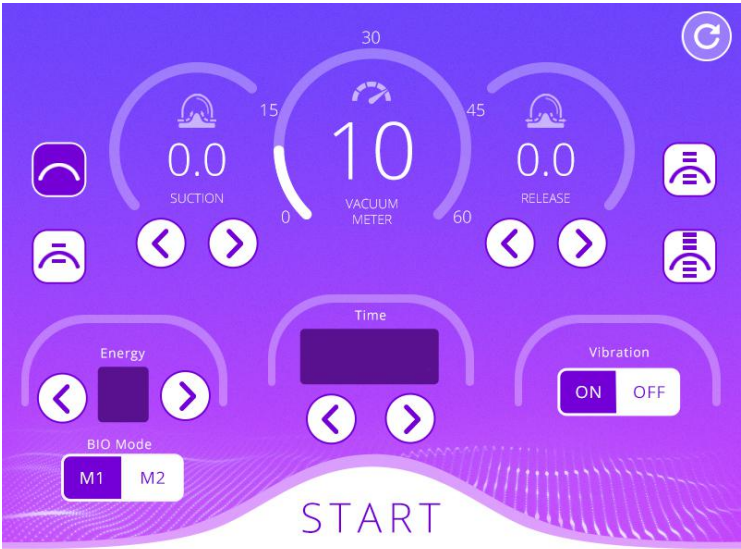 30
15
45
10
0.0
0.0
SUCTION
VACUUM
METER
RELEASE
0
60
Time
Energy
Vibration
ON OFF
BIO Mode
M1 M2
START